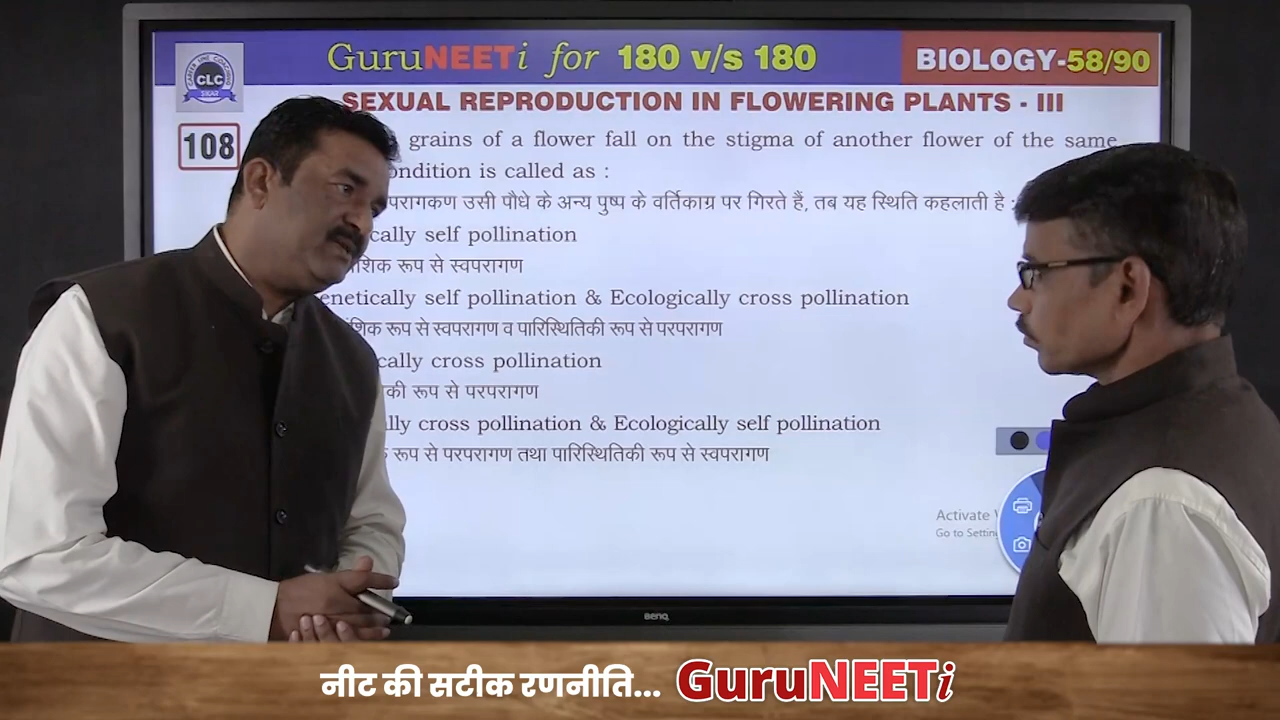 GuruNEETi for 180 v/s 180
BIOLOGY-58/90
CLC
SIKAR
SEXUAL REPRODUCTION IN FLOWERING PLANTS - III
108
grains of a flower fall on the stigma of another flower of the same
ondition is called as :
परागकण उसी पौधे के अन्य पुष्प के वर्तिकाग्र पर गिरते हैं, तब यह स्थिति कहलाती है :
cally self pollination
शिक रूप से स्वपरागण
enetically self pollination & Ecologically cross pollination
शिक रूप से स्वपरागण व पारिस्थितिकी रूप से परपरागण
cally cross pollination
की रूप से परपरागण
lly cross pollination & Ecologically self pollination
रूप से परपरागण तथा पारिस्थितिकी रूप से स्वपरागण
Activate
Go to Settin
BenQ
नीट की सटीक रणनीति... GuruNEETi